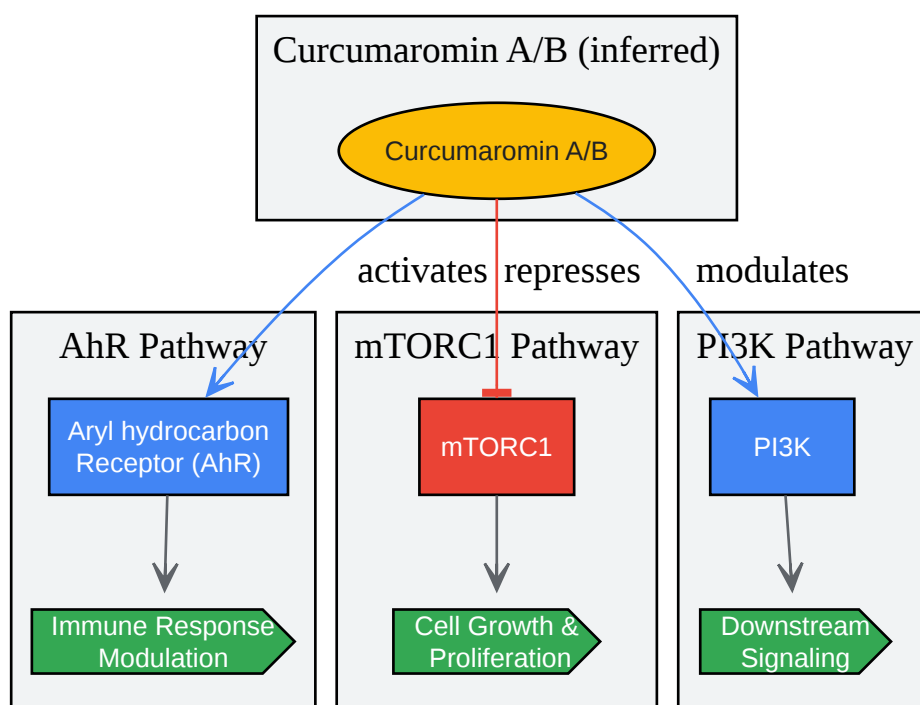 Curcumaromin A/B (inferred)
Curcumaromin A/B
activates
represses
modulates
AhR Pathway
mTORC1 Pathway
PI3K Pathway
Aryl hydrocarbon
Receptor (AhR)
mTORC1
PI3K
Immune Response
Modulation
Cell Growth &
Proliferation
Downstream
Signaling